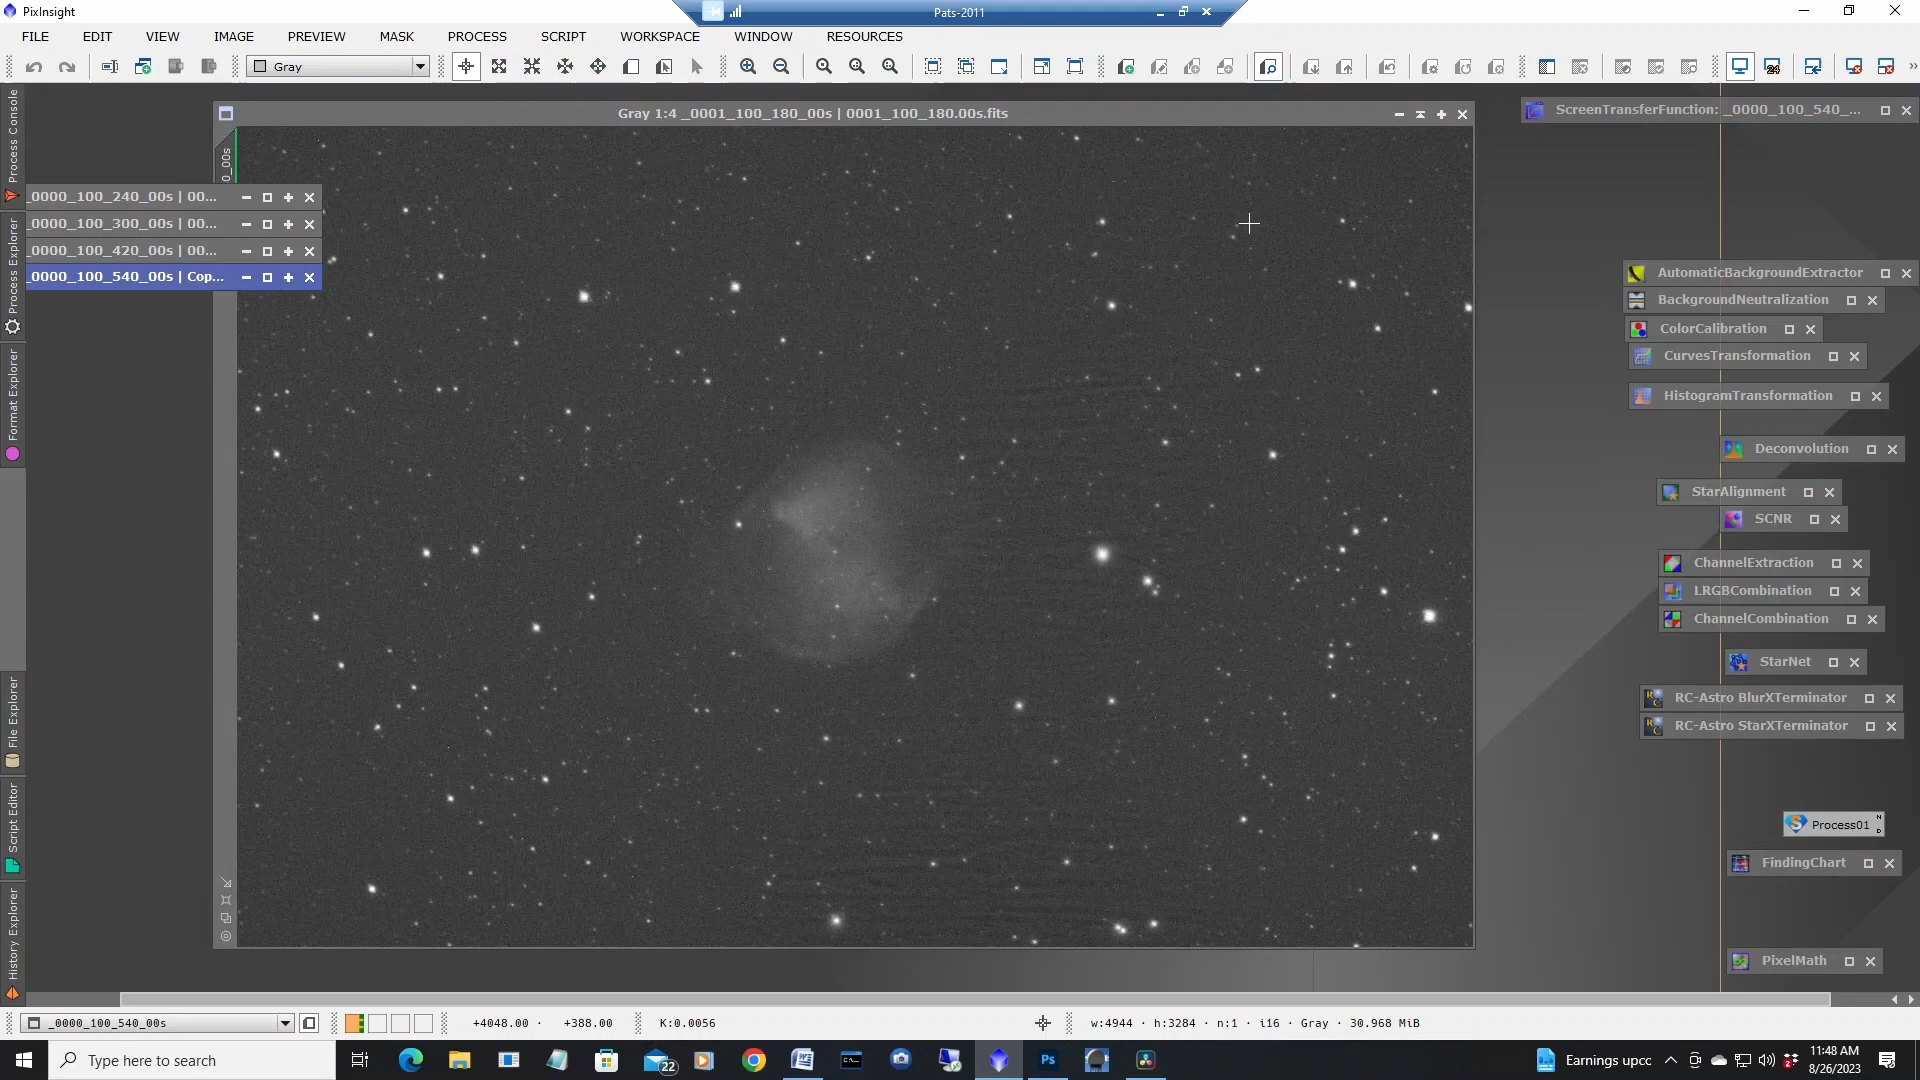 PixInsight
Pats-2011
FILE EDIT VIEW IMAGE PREVIEW MASK PROCESS SCRIPT WORKSPACE WINDOW RESOURCES
Gray
24
Process Console
Process Explorer
Format Explorer
File Explorer
Script Editor
History Explorer
Gray 1:4 _0001_100_180_00s | 0001_100_180.00s.fits
0_00s
_0000_100_240_00s | 00...
_0000_100_300_00s | 00...
_0000_100_420_00s | 00...
_0000_100_540_00s | Cop...
ScreenTransferFunction: _0000_100_540_...
AutomaticBackgroundExtractor
BackgroundNeutralization
ColorCalibration
CurvesTransformation
HistogramTransformation
Deconvolution
StarAlignment
SCNR
ChannelExtraction
LRGBCombination
ChannelCombination
StarNet
RC-Astro BlurXTerminator
RC-Astro StarXTerminator
Process01
FindingChart
PixelMath
_0000_100_540_00s
+4048.00 · +388.00
K:0.0056
w:4944 · h:3284 · n:1 · i16 · Gray · 30.968 MiB
Type here to search
22
Ps
Earnings upcc
11:48 AM
8/26/2023